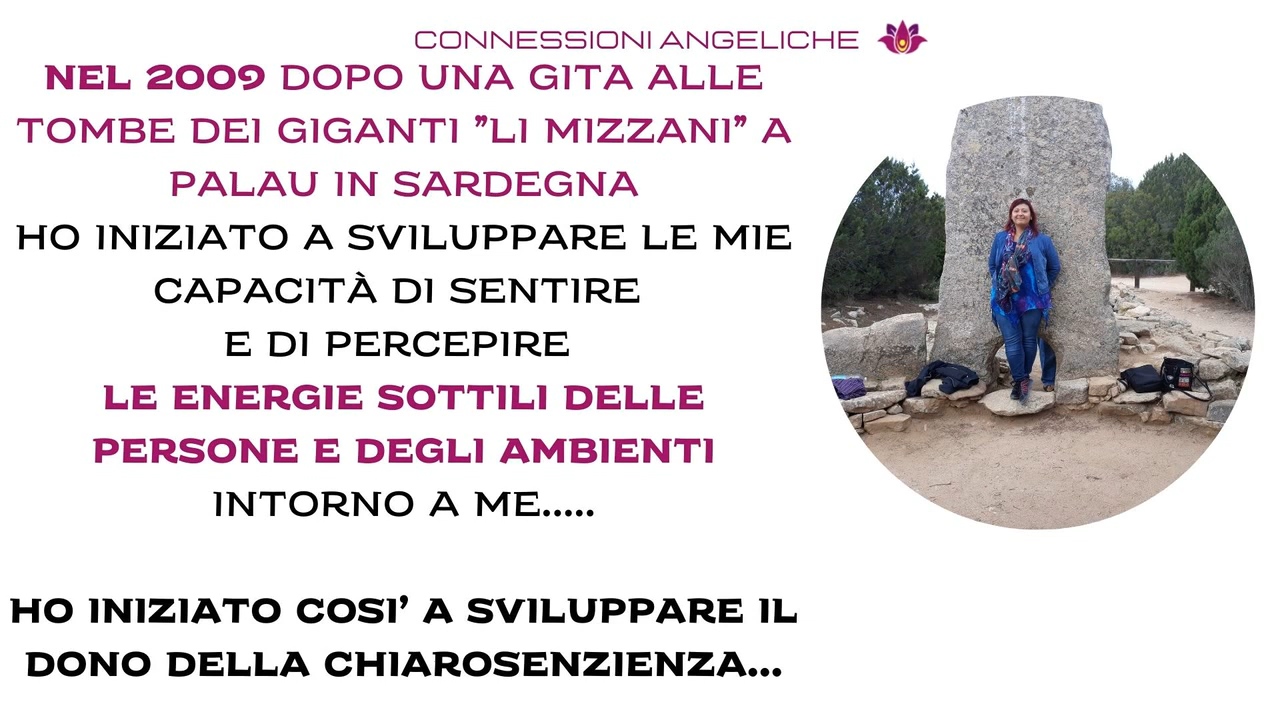 CONNESSIONI ANGELICHE
NEL 2009 DOPO UNA GITA ALLE
TOMBE DEI GIGANTI "LI MIZZANI" A
PALAU IN SARDEGNA
HO INIZIATO A SVILUPPARE LE MIE
CAPACITÀ DI SENTIRE
E DI PERCEPIRE
LE ENERGIE SOTTILI DELLE
PERSONE E DEGLI AMBIENTI
INTORNO A ME.....
HO INIZIATO COSI' A SVILUPPARE IL
DONO DELLA CHIAROSENZIENZA...